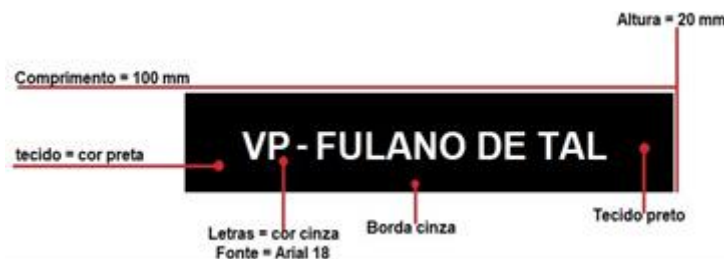 Altura = 20 mm
Comprimento = 100 mm
VP - FULANO DE TAL
tecido = cor preta
Letras = cor cinza
Fonte = Arial 18
Borda cinza
Tecido preto